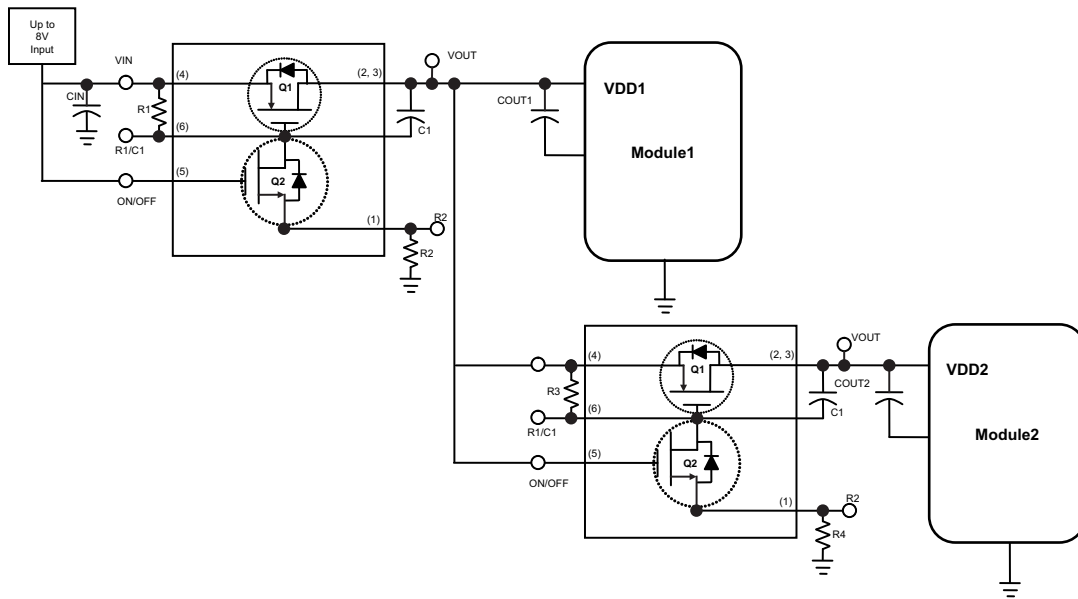 Up to
8V
Input
VIN
CIN
R1
R1/C1
ON/OFF
(4)
(6)
(5)
Q1
Q2
(2, 3)
(1)
VOUT
C1
R2
R2
COUT1
VDD1
Module1
(4)
R3
R1/C1
(6)
(5)
ON/OFF
Q1
Q2
(2, 3)
(1)
VOUT
COUT2
C1
R2
R4
VDD2
Module2